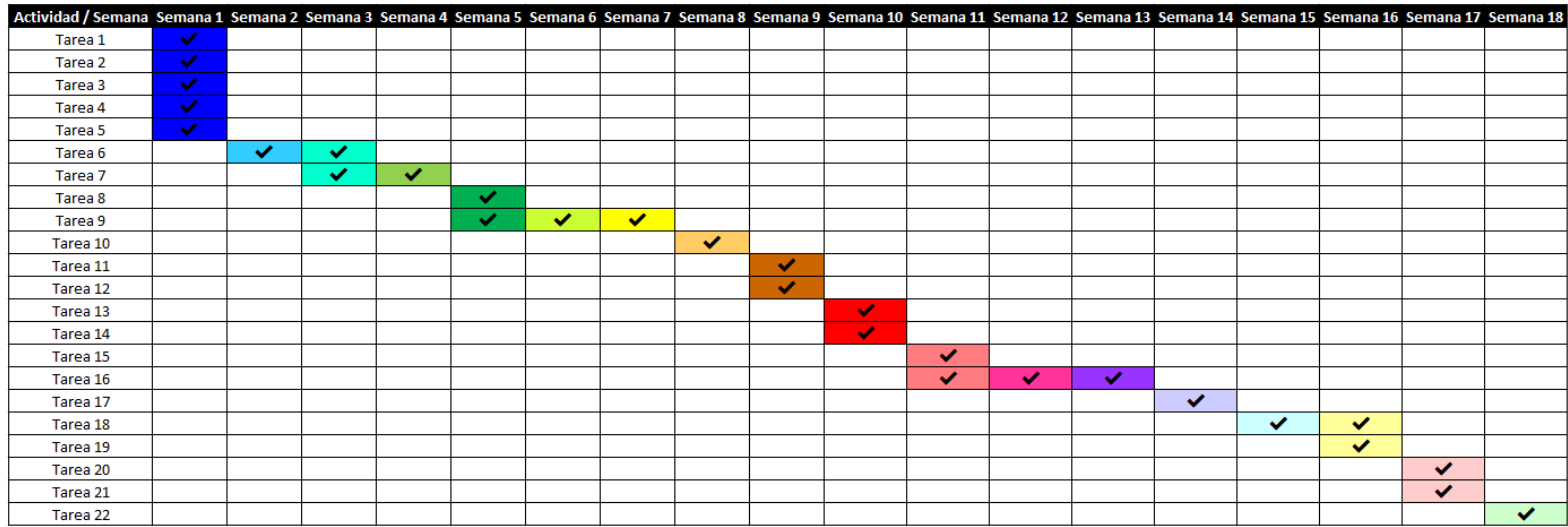 Actividad / Semana Semana 1 Semana 2 Semana 3 Semana 4 Semana 5 Semana 6 Semana 7 Semana 8 Semana 9 Semana 10 Semana 11 Semana 12 Semana 13 Semana 14 Semana 15 Semana 16 Semana 17 Semana 18
Tarea 1 ✔
Tarea 2 ✔
Tarea 3 ✔
Tarea 4 ✔
Tarea 5 ✔
Tarea 6 ✔ ✔
Tarea 7 ✔ ✔
Tarea 8 ✔
Tarea 9 ✔ ✔ ✔
Tarea 10 ✔
Tarea 11 ✔
Tarea 12 ✔
Tarea 13 ✔
Tarea 14 ✔
Tarea 15 ✔
Tarea 16 ✔ ✔ ✔
Tarea 17 ✔
Tarea 18 ✔ ✔
Tarea 19 ✔
Tarea 20 ✔
Tarea 21 ✔
Tarea 22 ✔